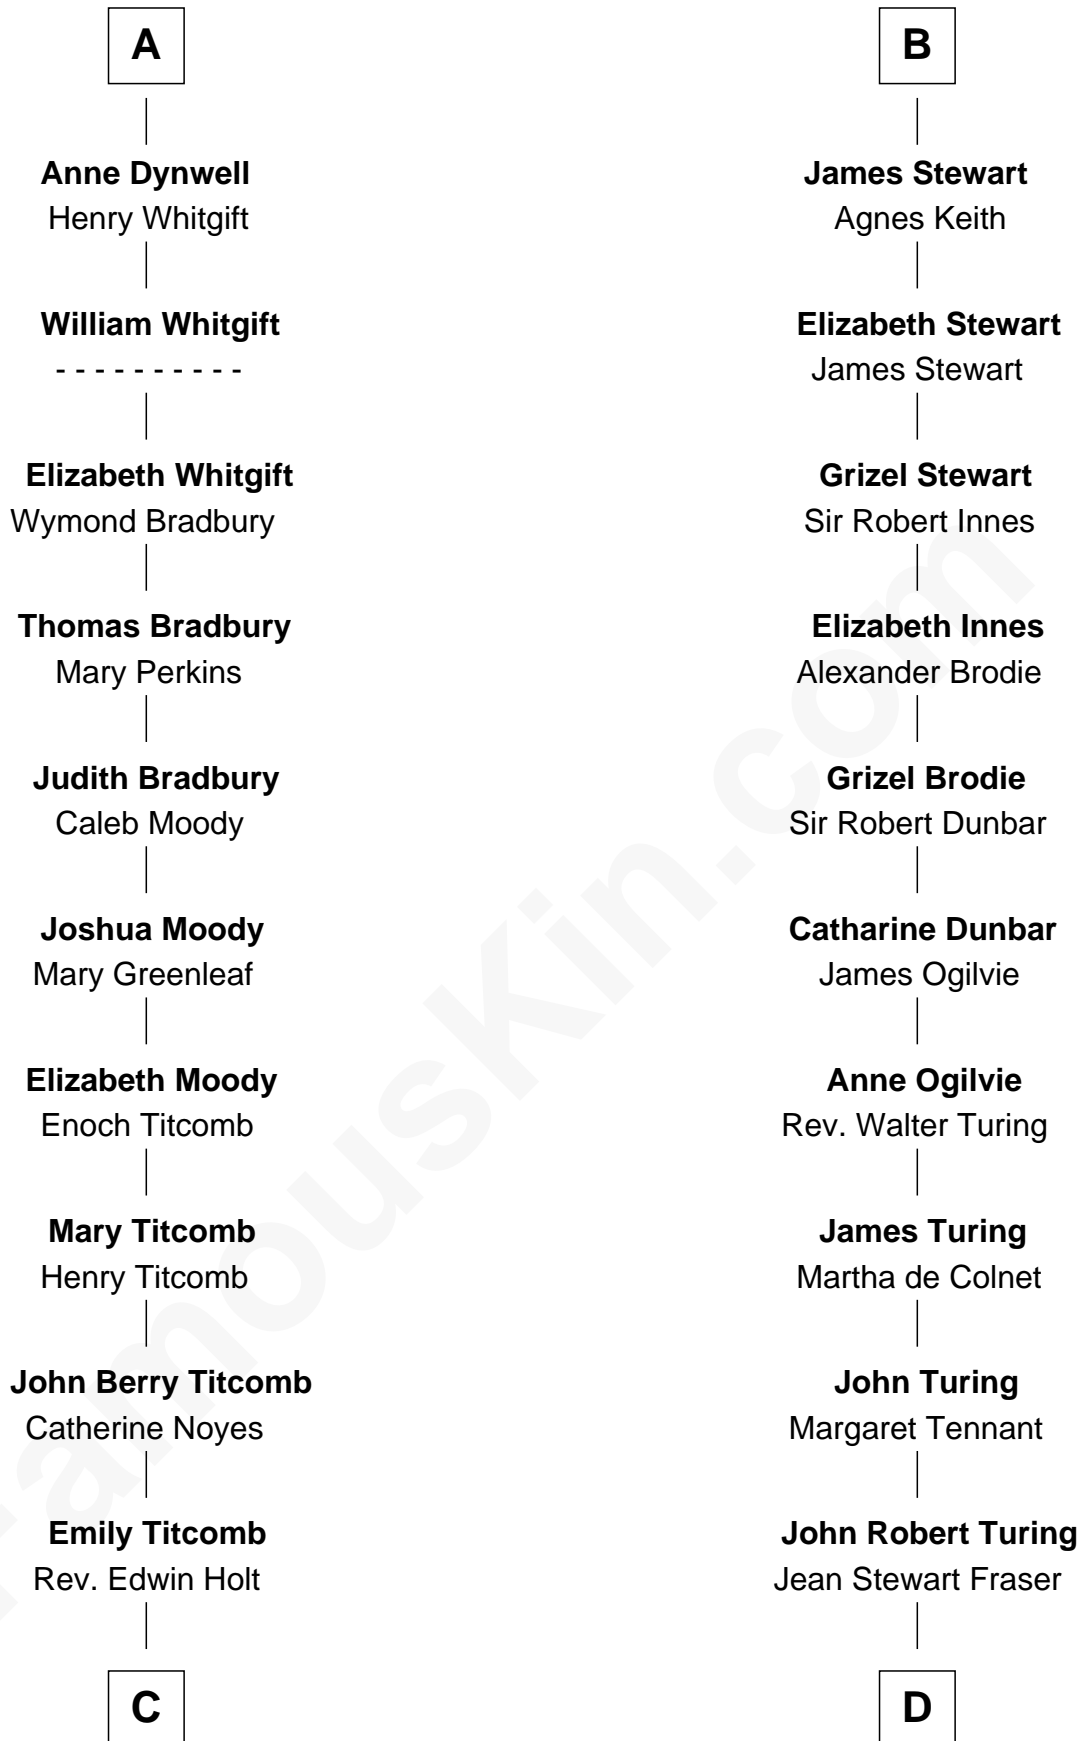 A
Anne Dynwell
Henry Whitgift
William Whitgift
- - - - - - - - - -
Elizabeth Whitgift
Wymond Bradbury
Thomas Bradbury
Mary Perkins
Judith Bradbury
Caleb Moody
Joshua Moody
Mary Greenleaf
Elizabeth Moody
Enoch Titcomb
Mary Titcomb
Henry Titcomb
John Berry Titcomb
Catherine Noyes
Emily Titcomb
Rev. Edwin Holt
C
B
James Stewart
Agnes Keith
Elizabeth Stewart
James Stewart
Grizel Stewart
Sir Robert Innes
Elizabeth Innes
Alexander Brodie
Grizel Brodie
Sir Robert Dunbar
Catharine Dunbar
James Ogilvie
Anne Ogilvie
Rev. Walter Turing
James Turing
Martha de Colnet
John Turing
Margaret Tennant
John Robert Turing
Jean Stewart Fraser
D
FamousKin.com